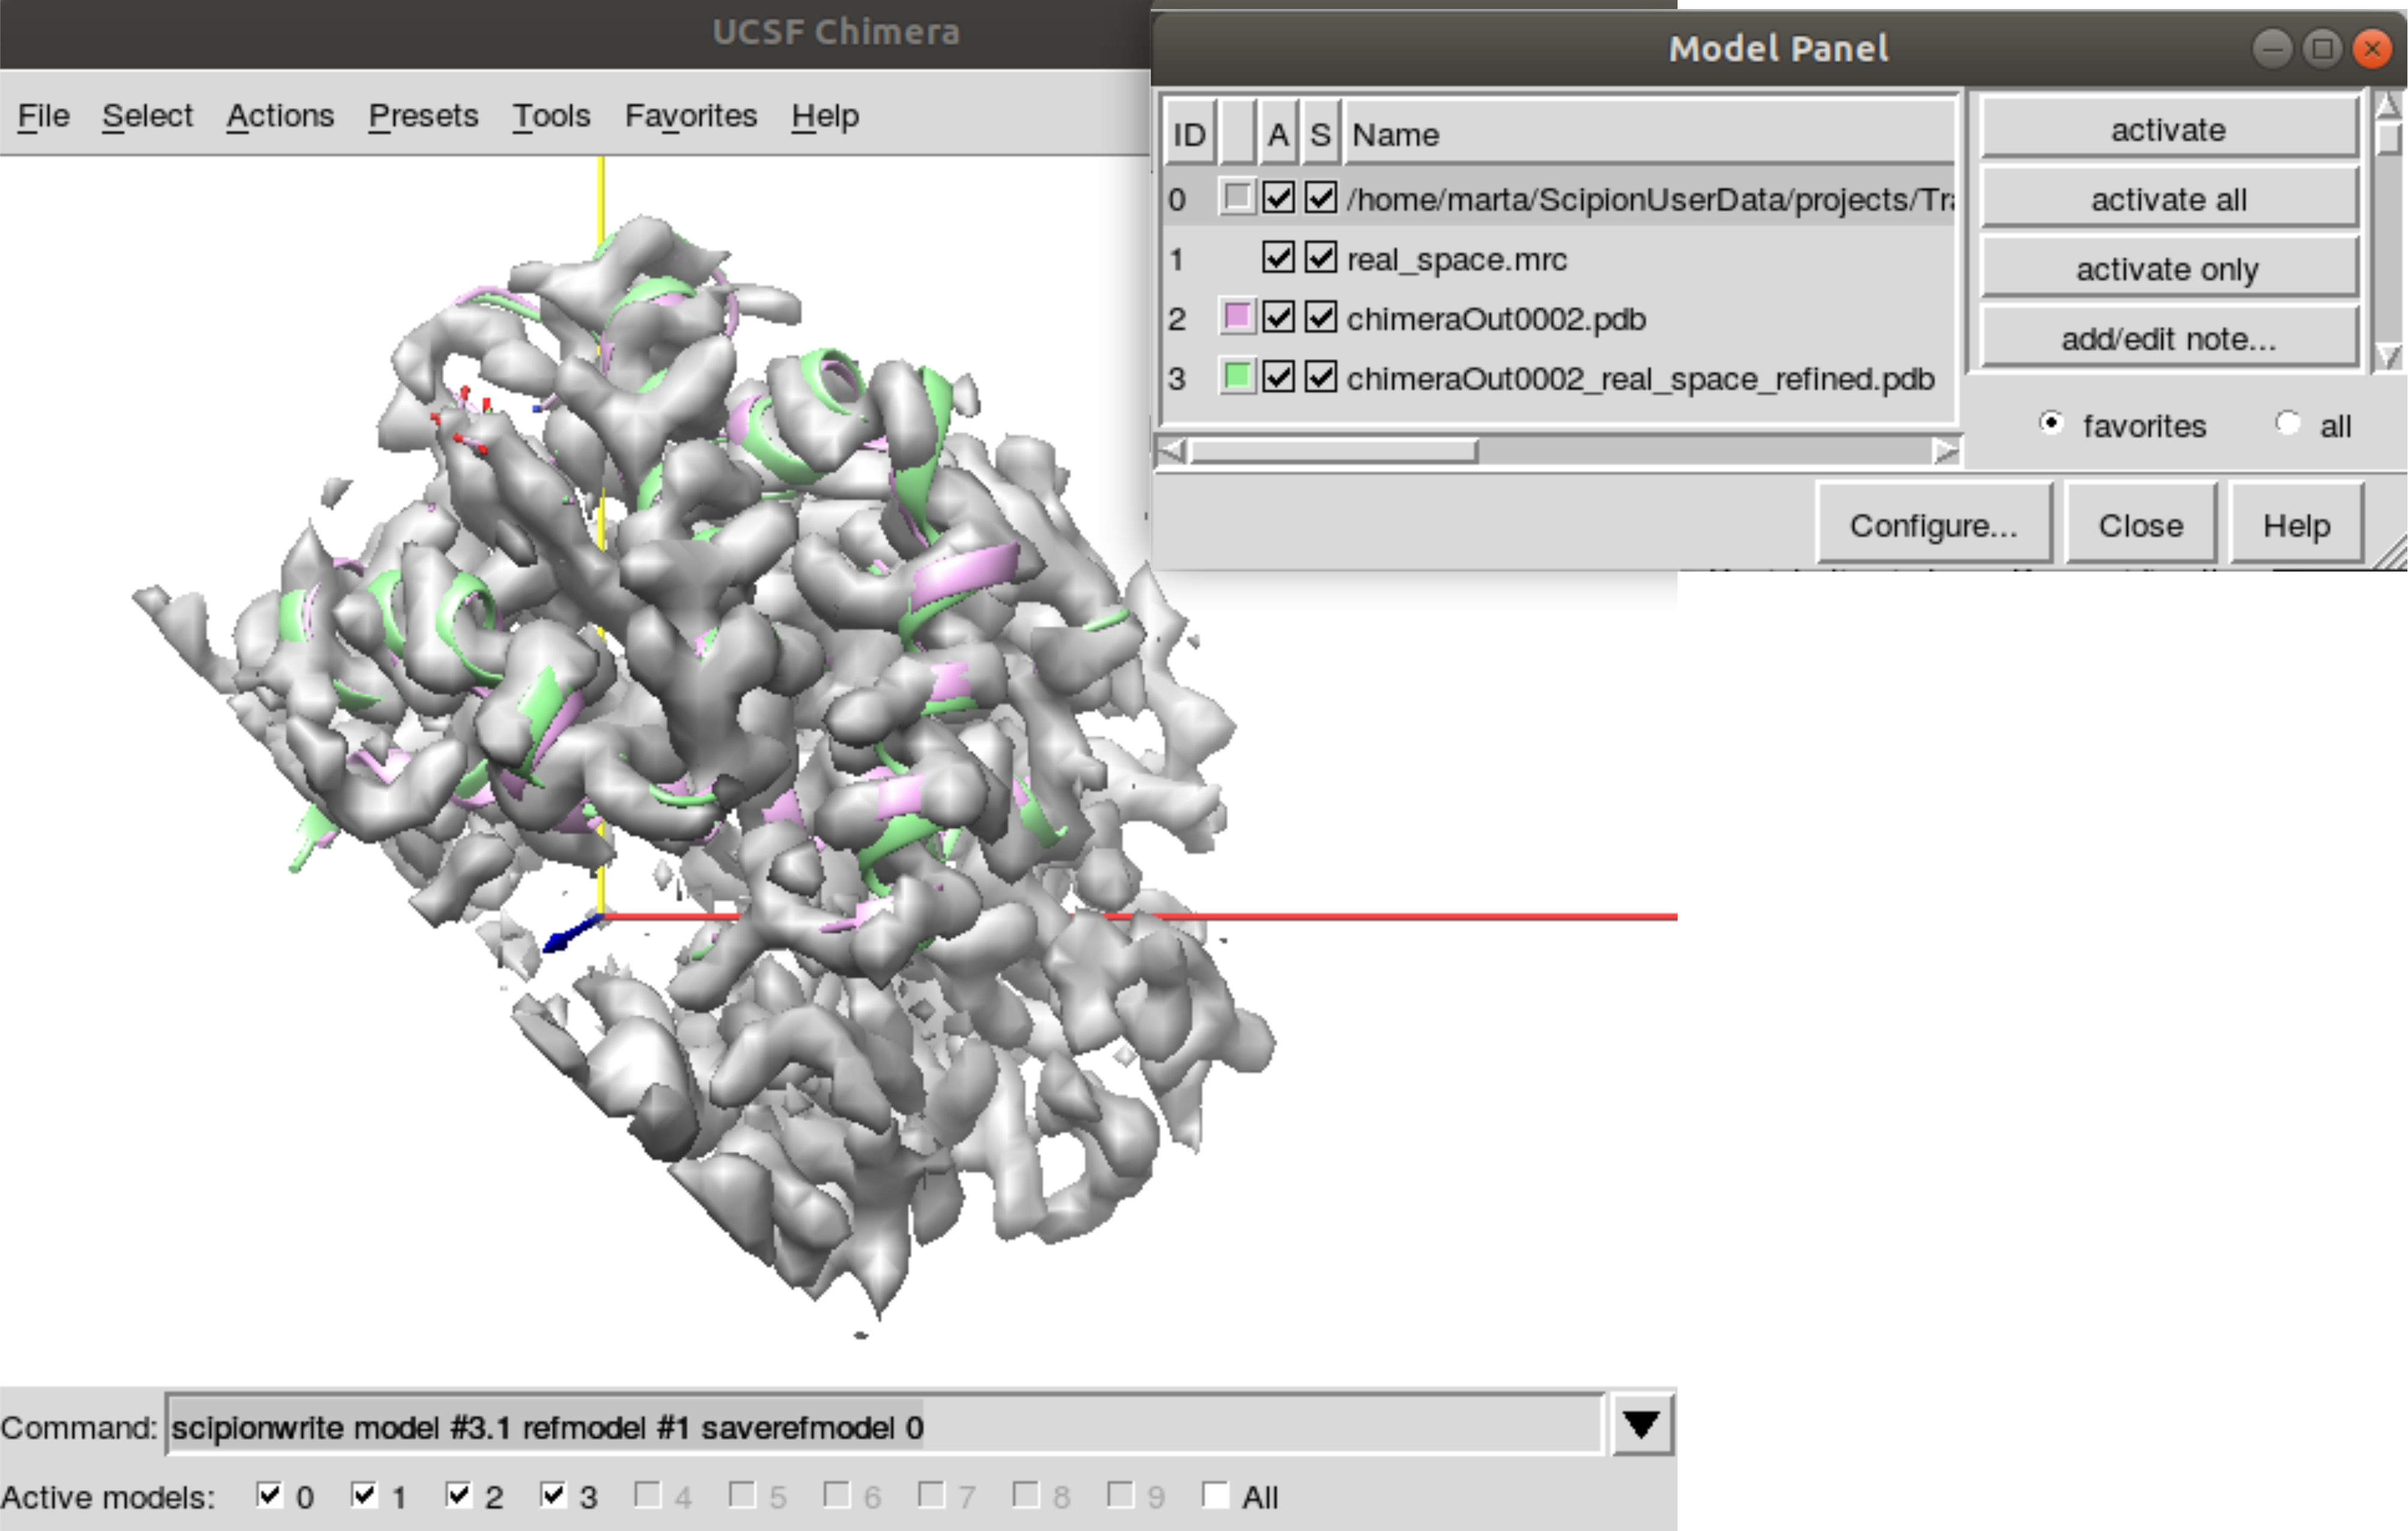 UCSF Chimera
File Select Actions Presets Tools Favorites Help
Model Panel
ID A S Name
0 /home/marta/ScipionUserData/projects/Tra
1 real_space.mrc
2 chimeraOut0002.pdb
3 chimeraOut0002_real_space_refined.pdb
activate
activate all
activate only
add/edit note...
favorites all
Configure... Close Help
Command: scipionwrite model #3.1 refmodel #1 saverefmodel 0
Active models: 0 1 2 3 4 5 6 7 8 9 All